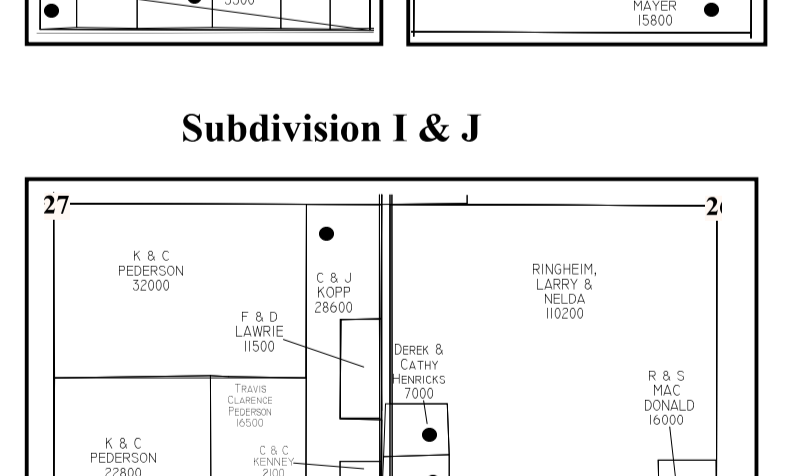 MAYER
15800
Subdivision I & J
27
K & C
PEDERSON
32000
C & J
KOPP
28600
F & D
LAWRIE
11500
RINGHEIM,
LARRY &
NELDA
110200
DEREK &
CATHY
HENRICKS
7000
R & S
MAC
DONALD
16000
TRAVIS
CLARENCE
PEDERSON
16500
K & C
PEDERSON
22800
C & C
KENNEY
2100